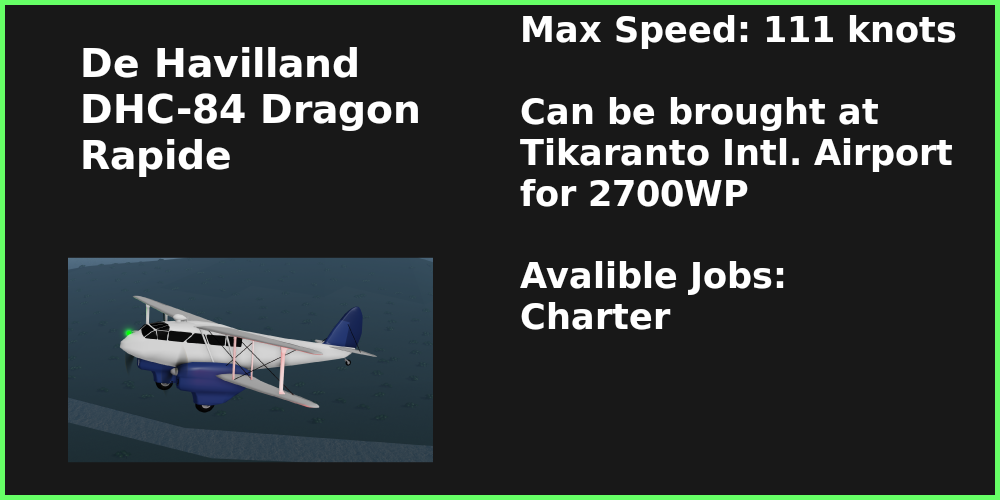 De Havilland
DHC-84 Dragon
Rapide
Max Speed: 111 knots
Can be brought at
Tikaranto Intl. Airport
for 2700WP
Avalible Jobs:
Charter